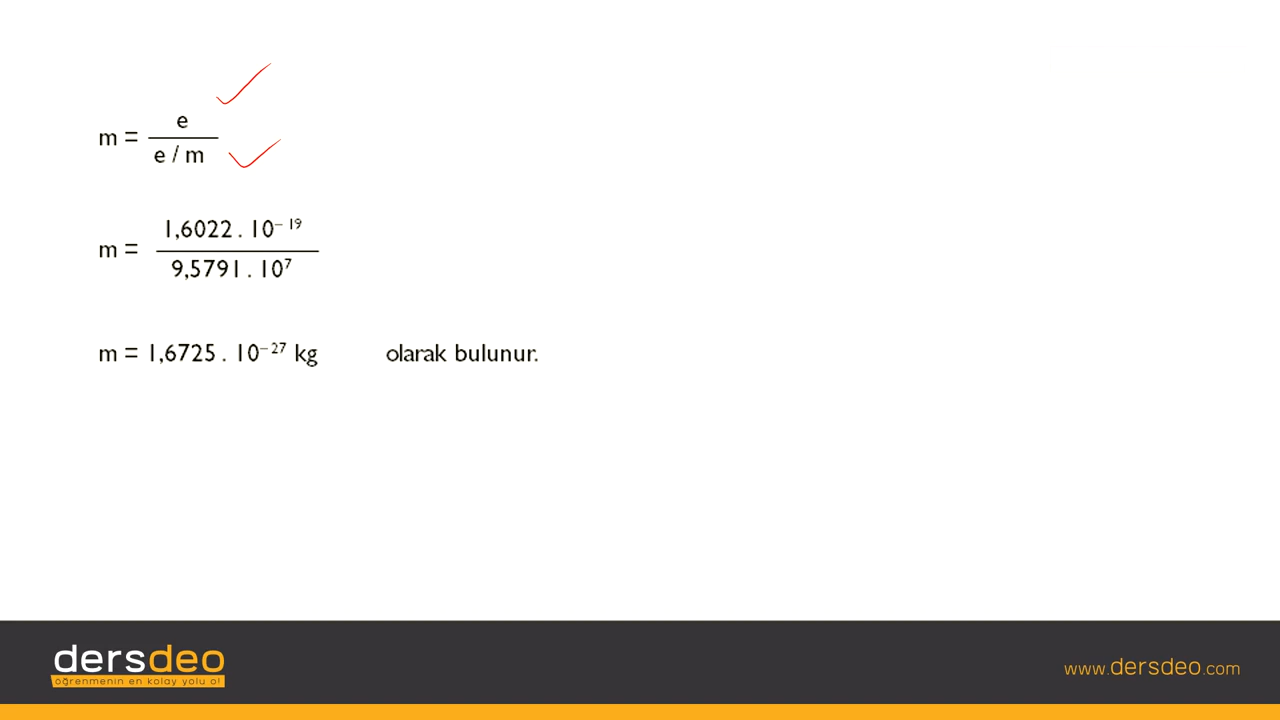 m = e / e / m
m = 1,6022 . 10⁻¹⁹ / 9,5791 . 10⁷
m = 1,6725 . 10⁻²⁷ kg olarak bulunur.
dersdeo
öğrenmenin en kolay yolu o!
www.dersdeo.com